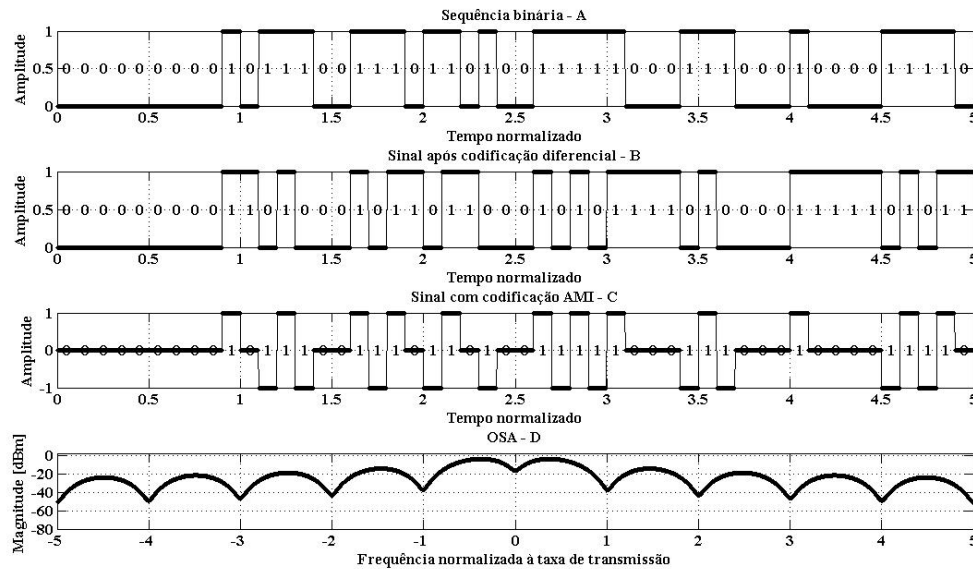 Sequência binária - A
Amplitude
1
0.5
0
0 0 0 0 0 0 0 0 0 1 0 1 1 1 0 0 1 1 1 0 1 1 0 1 0 0 1 1 1 1 1 0 0 0 1 1 1 0 0 0 1 0 0 0 0 1 1 1 1 0
0 0.5 1 1.5 2 2.5 3 3.5 4 4.5 5
Tempo normalizado
Sinal após codificação diferencial - B
Amplitude
1
0.5
0
0 0 0 0 0 0 0 0 0 1 1 0 1 0 0 0 1 0 1 1 0 1 1 0 0 0 1 0 1 0 1 1 1 1 0 1 0 0 0 0 1 1 1 1 1 0 1 0 1 1
0 0.5 1 1.5 2 2.5 3 3.5 4 4.5 5
Tempo normalizado
Sinal com codificação AMI - C
Amplitude
1
0
-1
0 0 0 0 0 0 0 0 0 1 0 1 1 1 0 0 1 1 1 0 1 1 0 1 0 0 1 1 1 1 1 0 0 0 1 1 1 0 0 0 1 0 0 0 0 1 1 1 1 0
0 0.5 1 1.5 2 2.5 3 3.5 4 4.5 5
Tempo normalizado
OSA - D
Magnitude [dBm]
0
-20
-40
-60
-80
-5 -4 -3 -2 -1 0 1 2 3 4 5
Frequência normalizada à taxa de transmissão